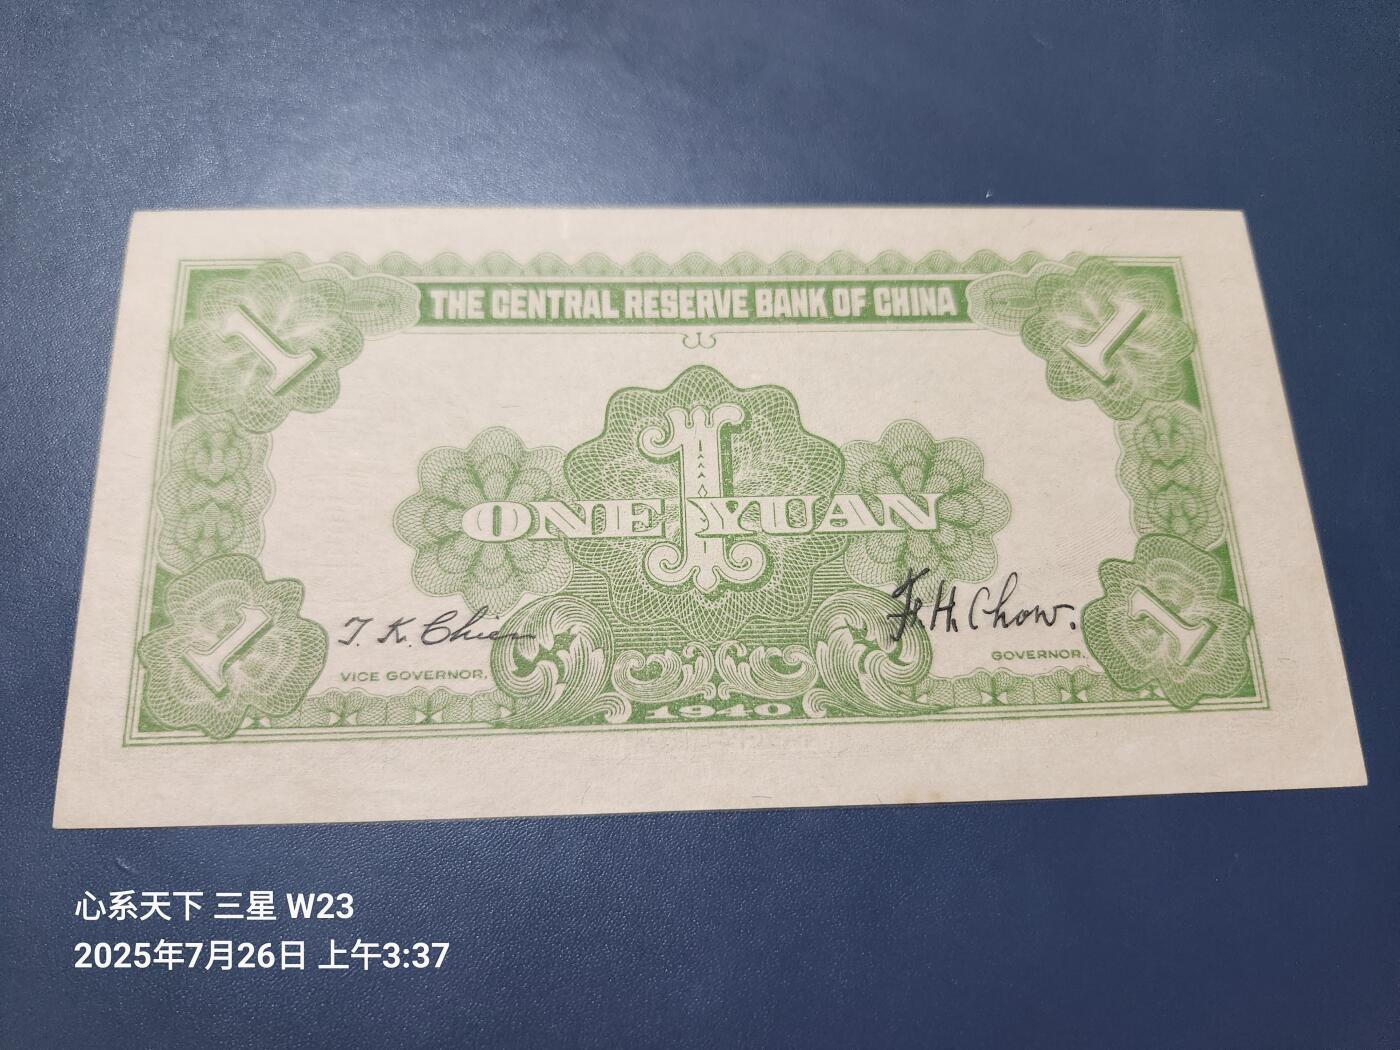 1 1
THE CENTRAL RESERVE BANK OF CHINA
1
ONE YUAN
T. K. Chien
Fr. H. Chow.
VICE GOVERNOR.
GOVERNOR.
1 1
1940
心系天下 三星 W23
2025年7月26日 上午3:37